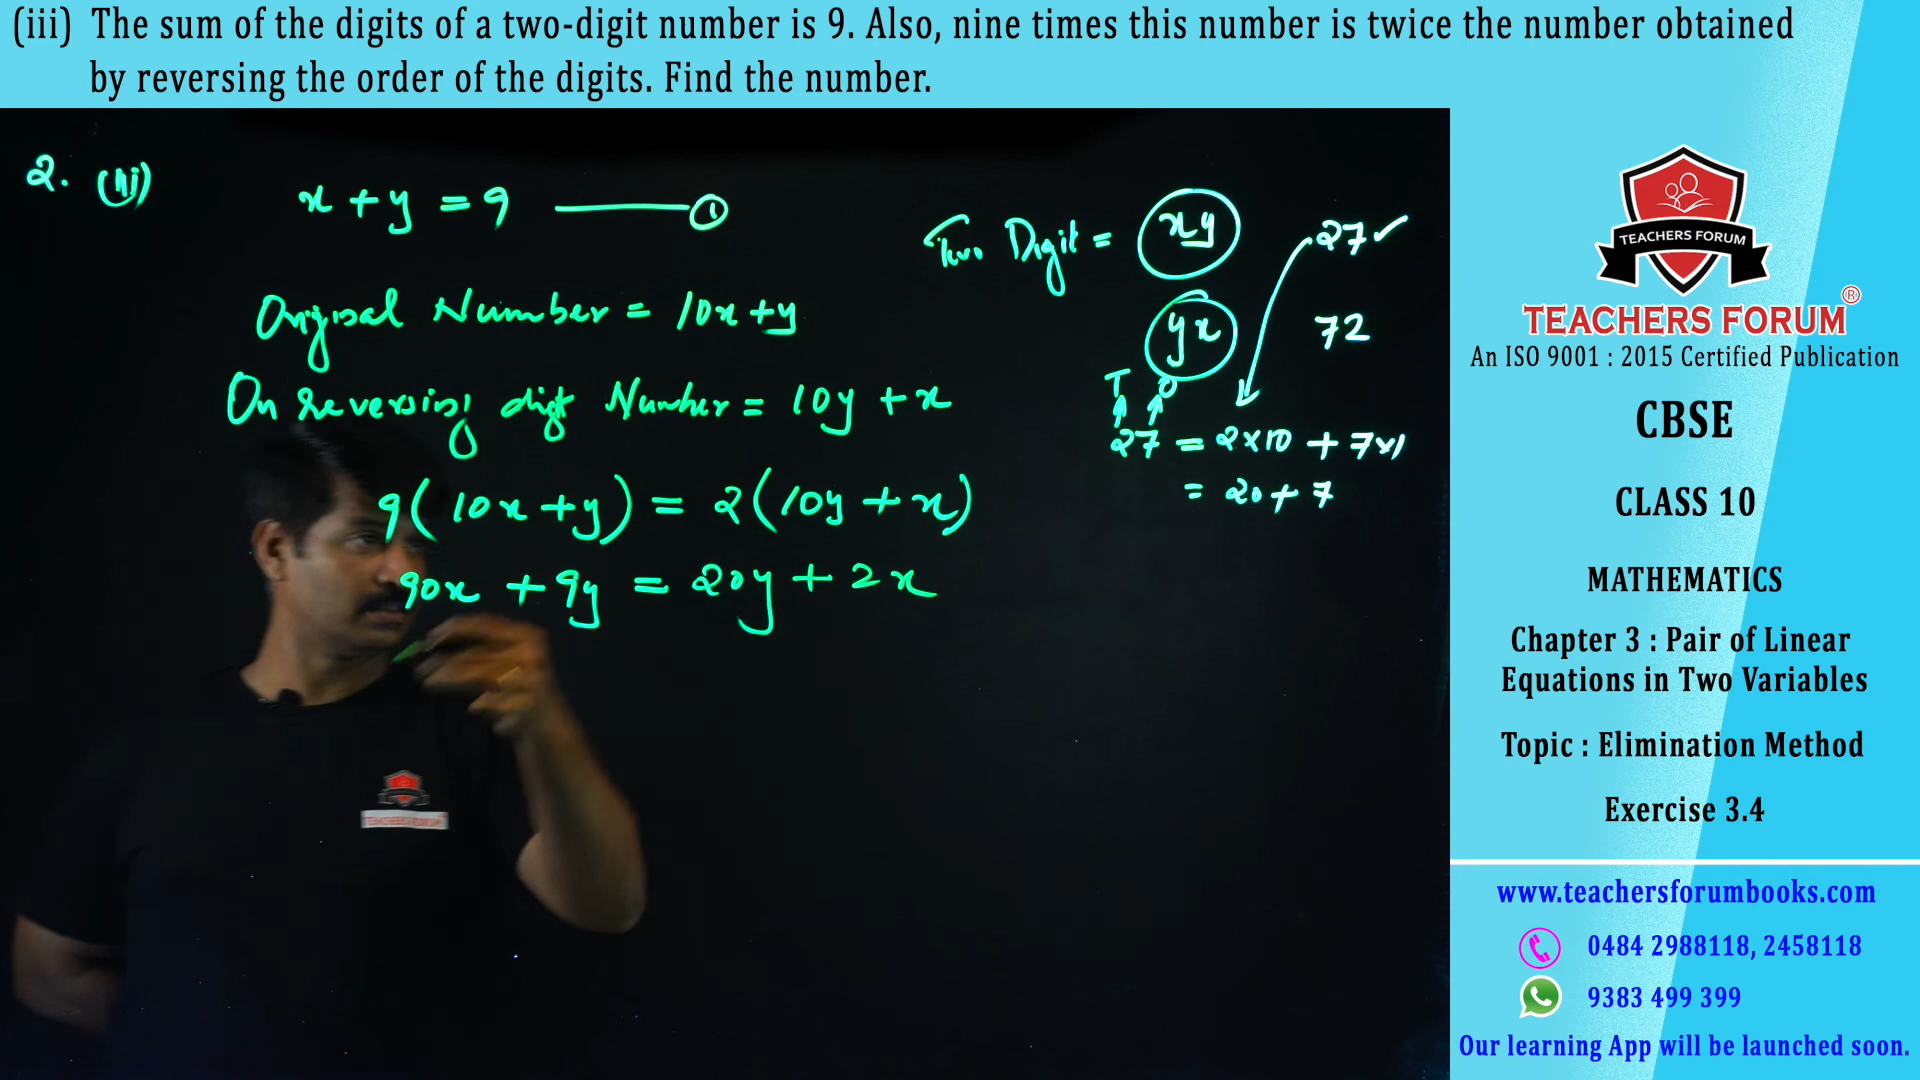 (iii) The sum of the digits of a two-digit number is 9. Also, nine times this number is twice the number obtained
by reversing the order of the digits. Find the number.
2. (iii)
x + y = 9 ——— ①
Original Number = 10x + y
On reversing digit Number = 10y + x
9(10x + y) = 2(10y + x)
90x + 9y = 20y + 2x
Two Digit = xy 27 ✓
yx 72
T O
27 = 2×10 + 7×1
= 20 + 7
TEACHERS FORUM
TEACHERS FORUM®
An ISO 9001 : 2015 Certified Publication
CBSE
CLASS 10
MATHEMATICS
Chapter 3 : Pair of Linear
Equations in Two Variables
Topic : Elimination Method
Exercise 3.4
www.teachersforumbooks.com
0484 2988118, 2458118
9383 499 399
Our learning App will be launched soon.
TEACHERS FORUM